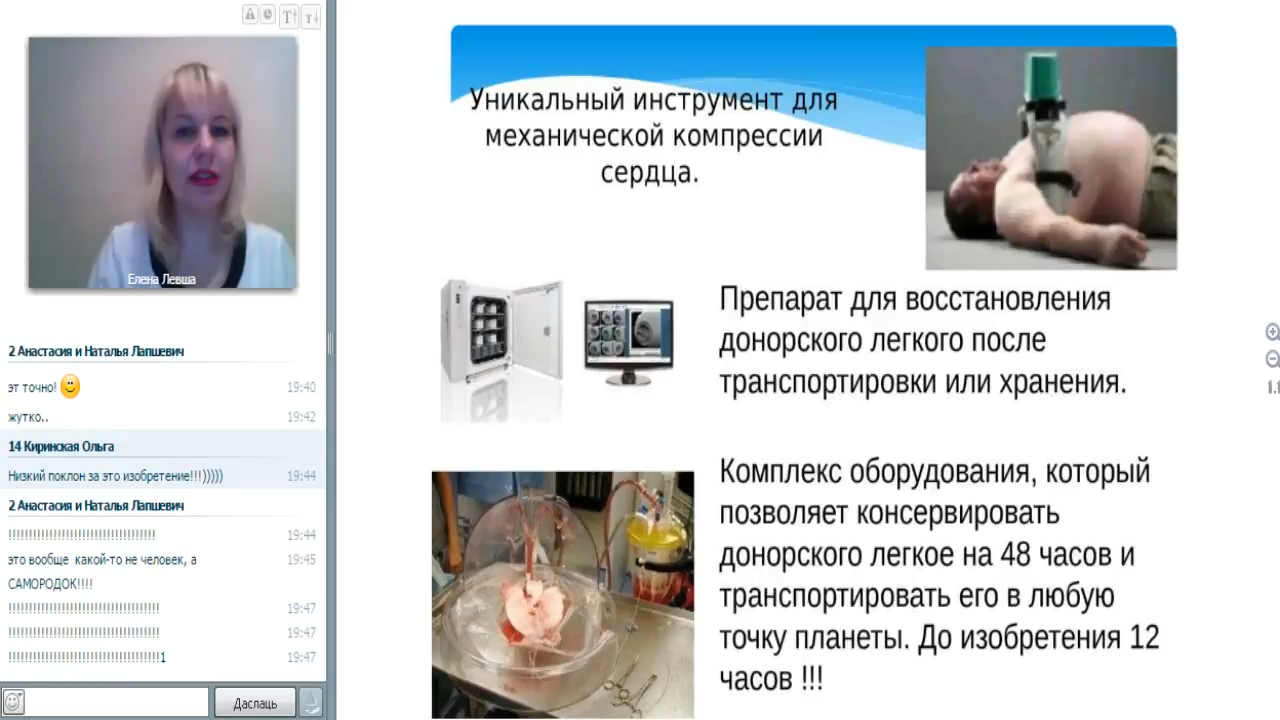 Елена Левша
2 Анастасия и Наталья Лапшевич
эт точно! 19:40
жутко.. 19:42
14 Киринская Ольга
Низкий поклон за это изобретение!!!))))) 19:44
2 Анастасия и Наталья Лапшевич
!!!!!!!!!!!!!!!!!!!!!!!!!!!!!!!!!!! 19:44
это вообще какой-то не человек, а 19:45
САМОРОДОК!!!!
!!!!!!!!!!!!!!!!!!!!!!!!!!!!!!!!!!!! 19:47
!!!!!!!!!!!!!!!!!!!!!!!!!!!!!!!!!!!! 19:47
!!!!!!!!!!!!!!!!!!!!!!!!!!!!!!!!!!!!1 19:47
Даслаць
Уникальный инструмент для
механической компрессии
сердца.
Препарат для восстановления
донорского легкого после
транспортировки или хранения.
Комплекс оборудования, который
позволяет консервировать
донорского легкое на 48 часов и
транспортировать его в любую
точку планеты. До изобретения 12
часов !!!